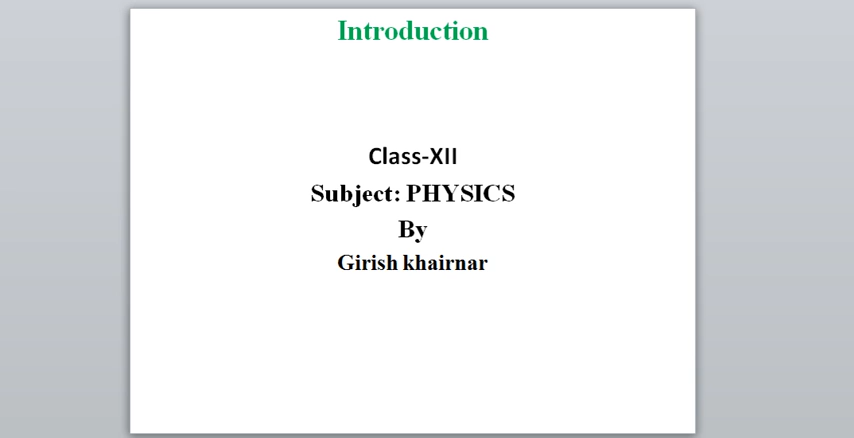 Introduction
Class-XII
Subject: PHYSICS
By
Girish khairnar